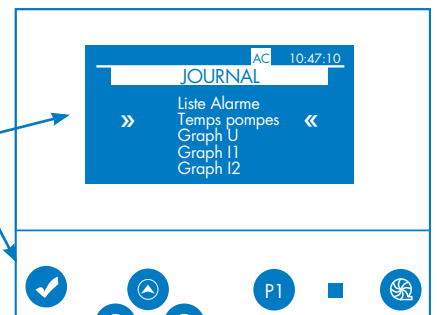 AC 10:47:10
JOURNAL
Liste Alarme
» Temps pompes «
Graph U
Graph I1
Graph I2
P1